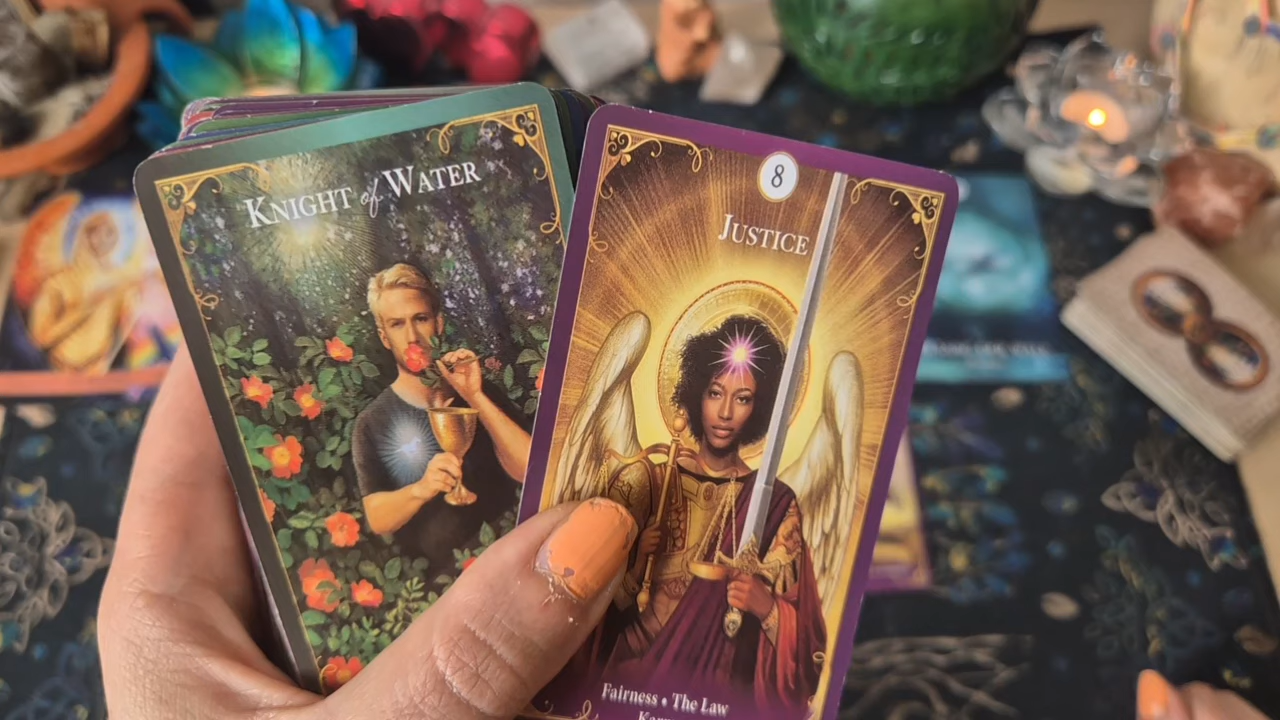 KNIGHT of WATER
8
JUSTICE
Fairness • The Law